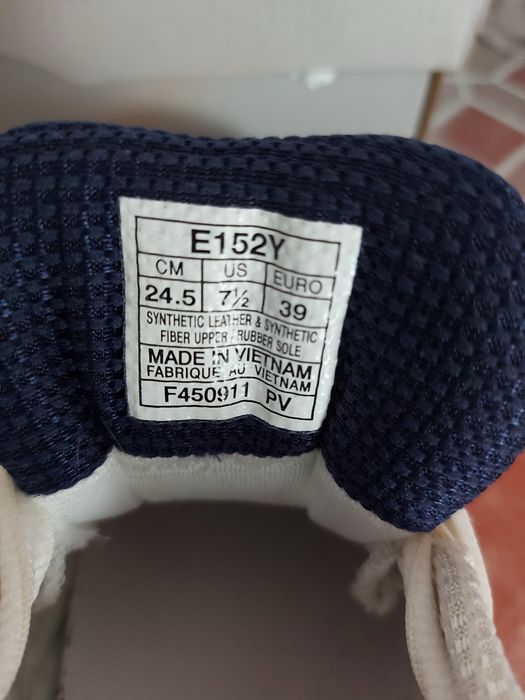 E152Y
CM US EURO
24.5 7½ 39
SYNTHETIC LEATHER & SYNTHETIC
FIBER UPPER / RUBBER SOLE
MADE IN VIETNAM
FABRIQUE AU VIETNAM
F450911 PV